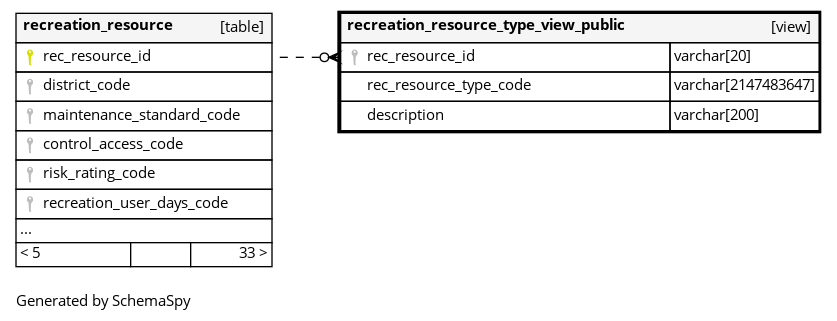 recreation_resource [table]
rec_resource_id
district_code
maintenance_standard_code
control_access_code
risk_rating_code
recreation_user_days_code
...
< 5 33 >
recreation_resource_type_view_public [view]
rec_resource_id varchar[20]
rec_resource_type_code varchar[2147483647]
description varchar[200]
Generated by SchemaSpy